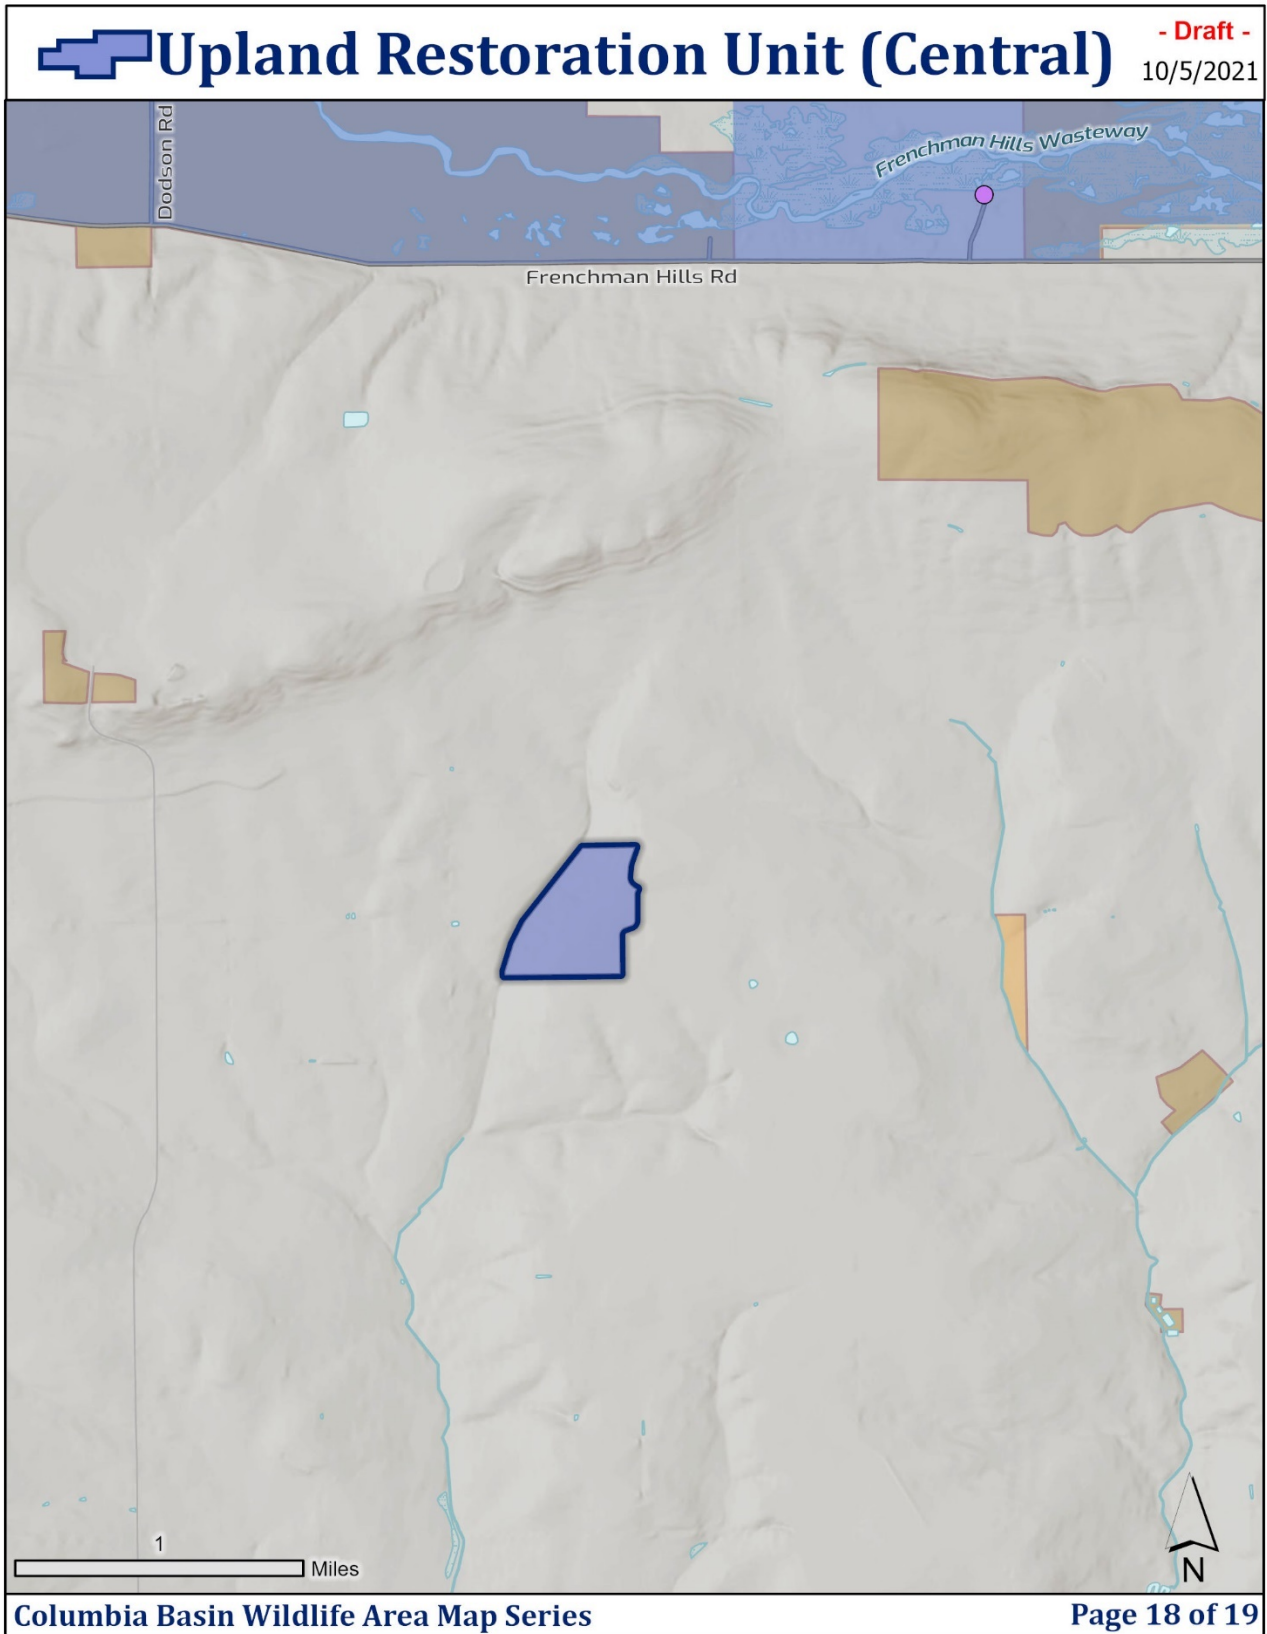 Upland Restoration Unit (Central)
- Draft -
10/5/2021
Dodson Rd
Frenchman Hills Wasteway
Frenchman Hills Rd
1
Miles
N
Columbia Basin Wildlife Area Map Series
Page 18 of 19